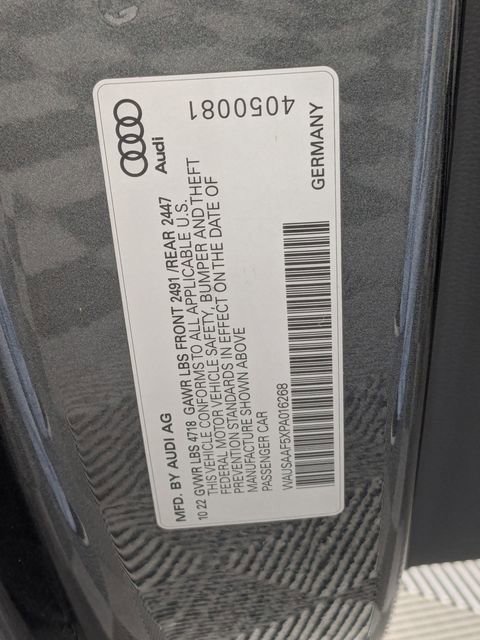 MFD. BY AUDI AG
10 22 GVWR LBS 4718 GAWR LBS FRONT 2491 /REAR 2447
THIS VEHICLE CONFORMS TO ALL APPLICABLE U.S.
FEDERAL MOTOR VEHICLE SAFETY, BUMPER AND THEFT
PREVENTION STANDARDS IN EFFECT ON THE DATE OF
MANUFACTURE SHOWN ABOVE
PASSENGER CAR
WAUSAAF5XPA016268
Audi
4050081
GERMANY